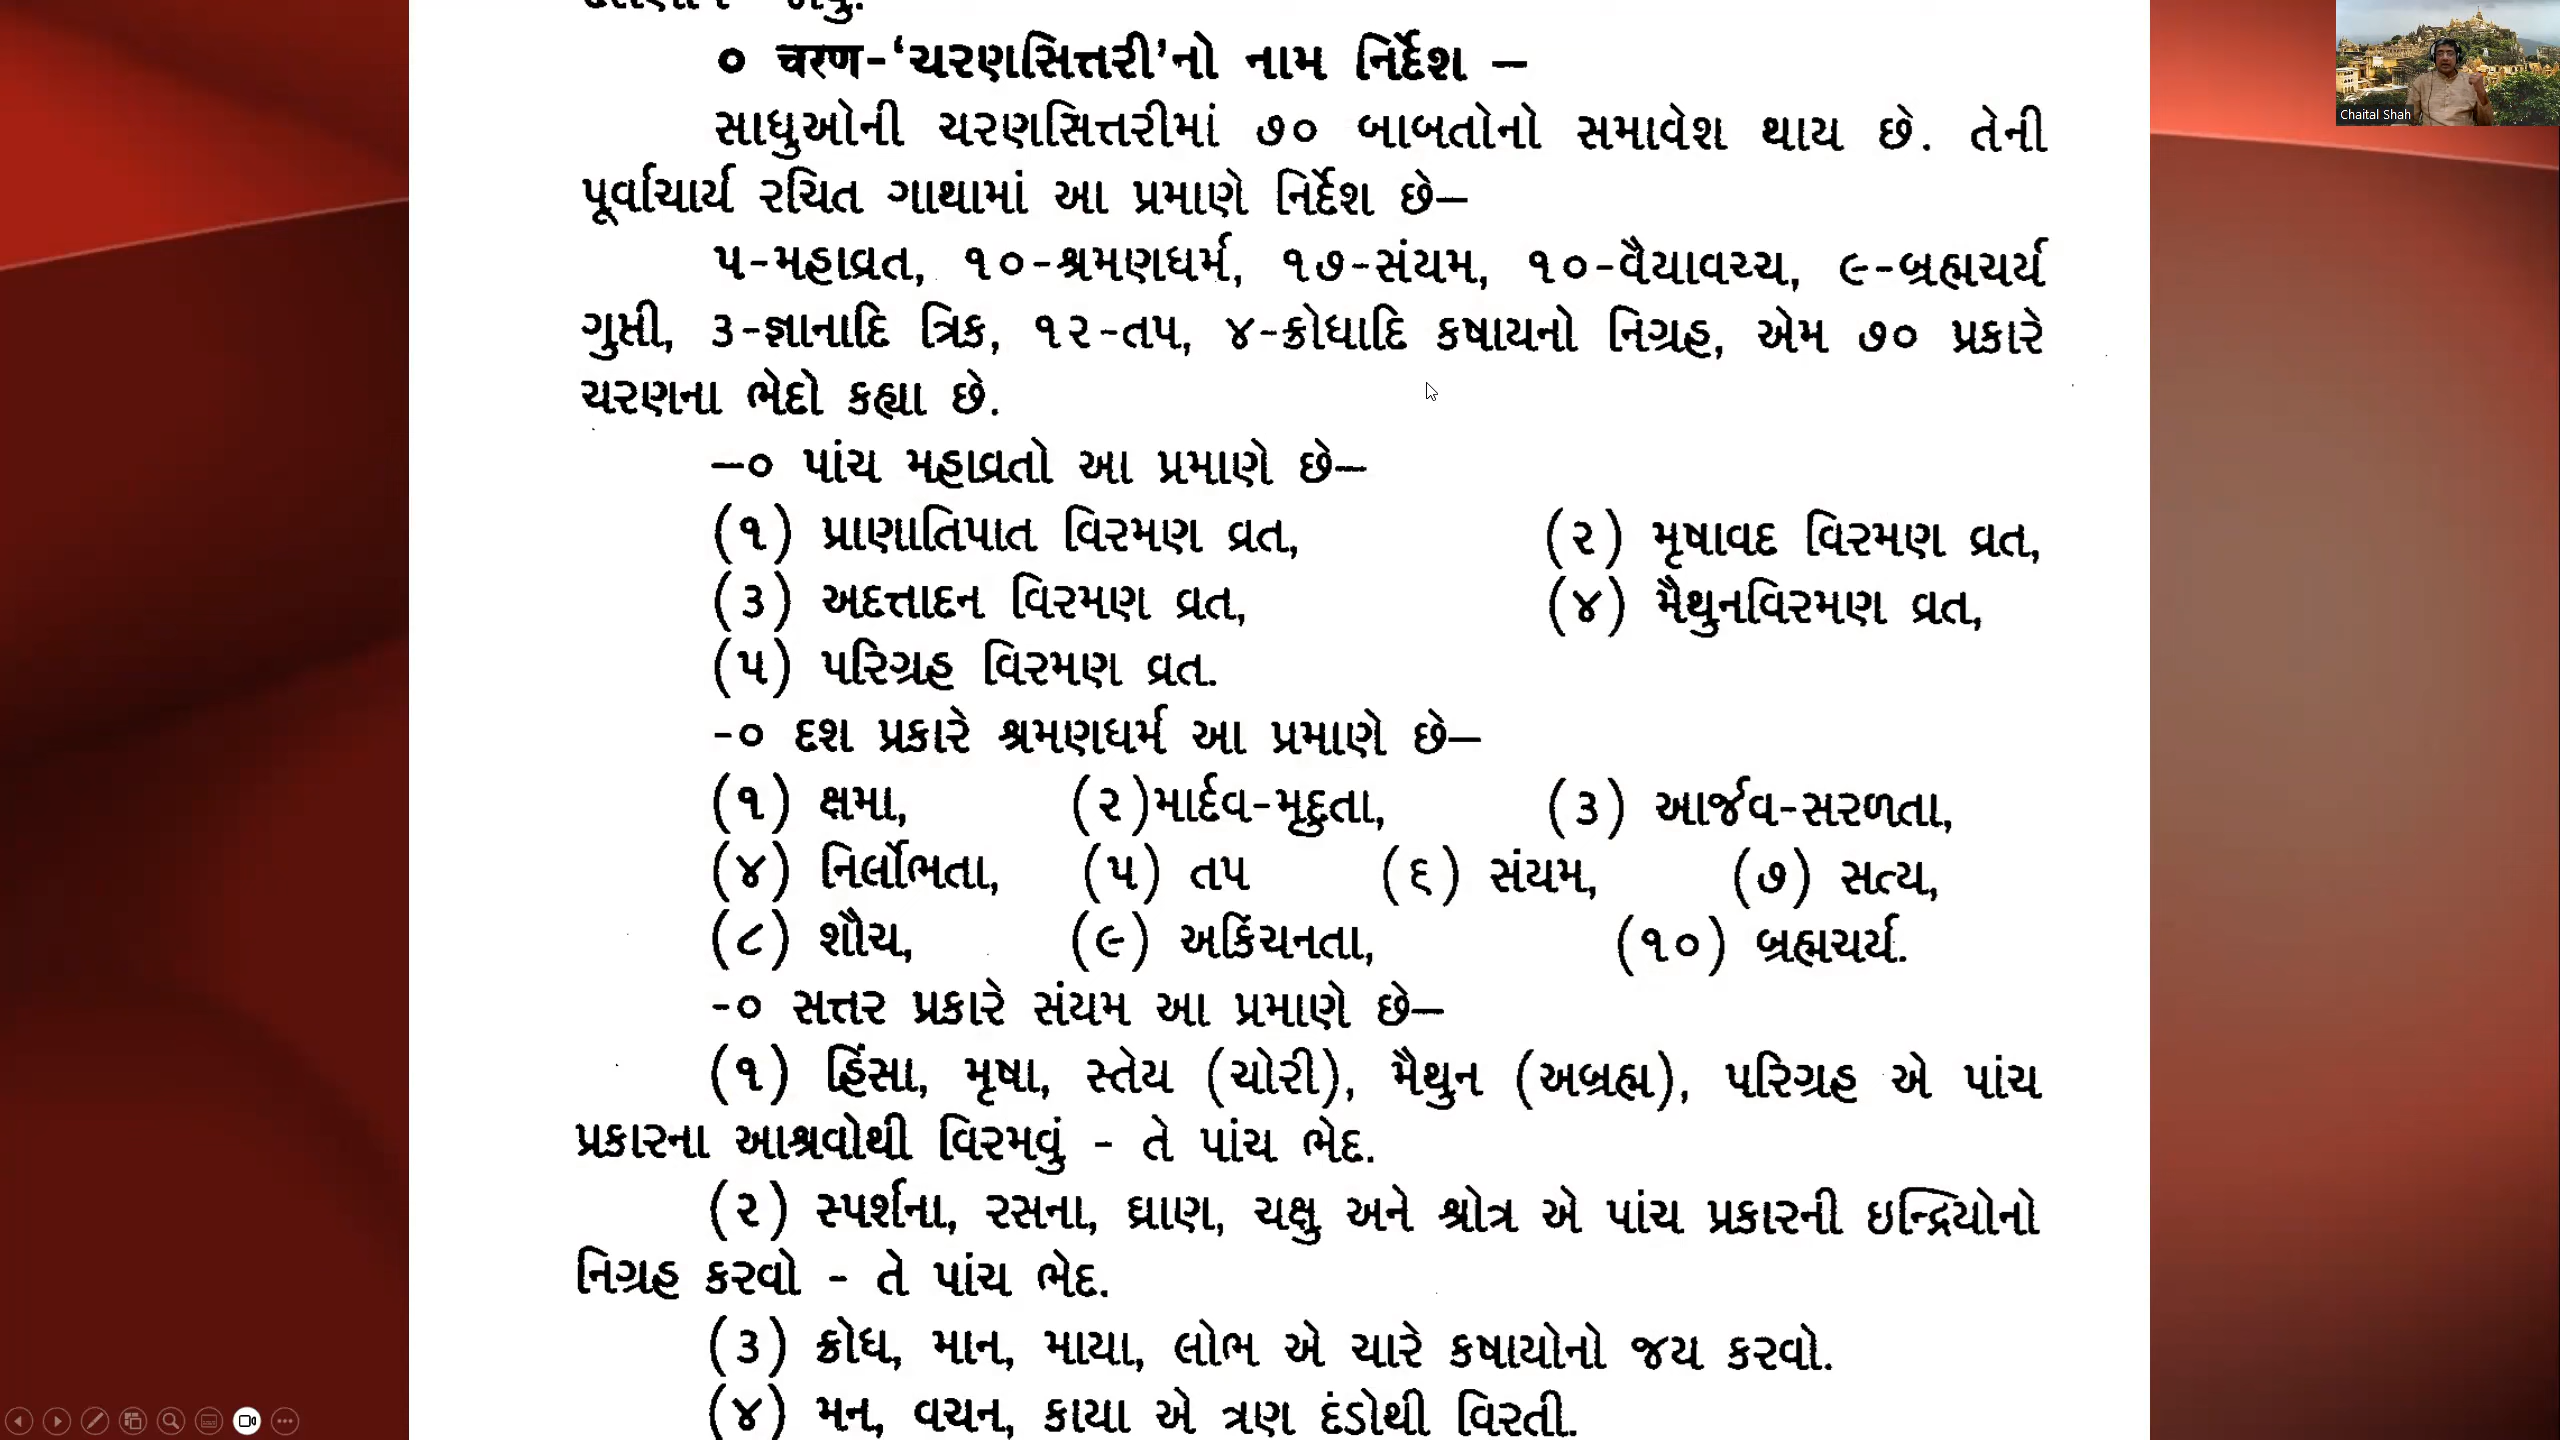 ૦ चरण-‘ચરણસિત્તરી’નો નામ નિર્દેશ –
સાધુઓની ચરણસિત્તરીમાં ૭૦ બાબતોનો સમાવેશ થાય છે. તેની
પૂર્વાચાર્ય રચિત ગાથામાં આ પ્રમાણે નિર્દેશ છે–
૫-મહાવ્રત, ૧૦-શ્રમણધર્મ, ૧૭-સંયમ, ૧૦-વૈયાવચ્ચ, ૯-બ્રહ્મચર્ય
ગુપ્તી, ૩-જ્ઞાનાદિ ત્રિક, ૧૨-તપ, ૪-ક્રોધાદિ કષાયનો નિગ્રહ, એમ ૭૦ પ્રકારે
ચરણના ભેદો કહ્યા છે.
–૦ પાંચ મહાવ્રતો આ પ્રમાણે છે–
(૧) પ્રાણાતિપાત વિરમણ વ્રત, (૨) મૃષાવદ વિરમણ વ્રત,
(૩) અદત્તાદન વિરમણ વ્રત, (૪) મૈથુનવિરમણ વ્રત,
(૫) પરિગ્રહ વિરમણ વ્રત.
-૦ દશ પ્રકારે શ્રમણધર્મ આ પ્રમાણે છે–
(૧) ક્ષમા, (૨)માર્દવ-મૃદુતા, (૩) આર્જવ-સરળતા,
(૪) નિર્લોભતા, (૫) તપ (૬) સંયમ, (૭) સત્ય,
(૮) શૌચ, (૯) અકિંચનતા, (૧૦) બ્રહ્મચર્ય.
-૦ સત્તર પ્રકારે સંયમ આ પ્રમાણે છે–
(૧) હિંસા, મૃષા, સ્તેય (ચોરી), મૈથુન (અબ્રહ્મ), પરિગ્રહ એ પાંચ
પ્રકારના આશ્રવોથી વિરમવું - તે પાંચ ભેદ.
(૨) સ્પર્શના, રસના, ઘ્રાણ, ચક્ષુ અને શ્રોત્ર એ પાંચ પ્રકારની ઇન્દ્રિયોનો
નિગ્રહ કરવો - તે પાંચ ભેદ.
(૩) ક્રોધ, માન, માયા, લોભ એ ચારે કષાયોનો જય કરવો.
(૪) મન, વચન, કાયા એ ત્રણ દંડોથી વિરતી.
Chaital Shah